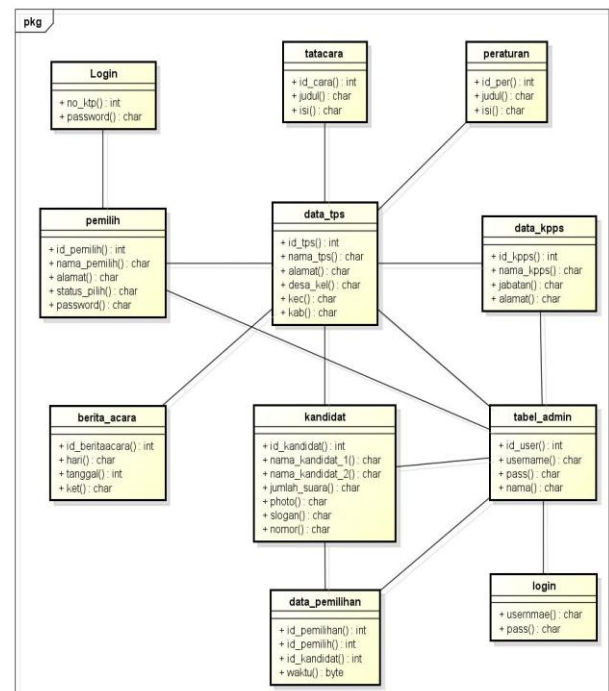 pkg
Login
+ no_ktp() : int
+ password() : char
tatacara
+ id_cara() : int
+ judul() : char
+ isi() : char
peraturan
+ id_per() : int
+ judul() : char
+ isi() : char
pemilih
+ id_pemilih() : int
+ nama_pemilih() : char
+ alamat() : char
+ status_pilih() : char
+ password() : char
data_tps
+ id_tps() : int
+ nama_tps() : char
+ alamat() : char
+ desa_kel() : char
+ kec() : char
+ kab() : char
data_kpps
+ id_kpps() : int
+ nama_kpps() : char
+ jabatan() : char
+ alamat() : char
berita_acara
+ id_beritaacara() : int
+ hari() : char
+ tanggal() : int
+ ket() : char
kandidat
+ id_kandidat() : int
+ nama_kandidat_1() : char
+ nama_kandidat_2() : char
+ jumlah_suara() : char
+ photo() : char
+ slogan() : char
+ nomor() : char
tabel_admin
+ id_user() : int
+ username() : char
+ pass() : char
+ nama() : char
data_pemilihan
+ id_pemilihan() : int
+ id_pemilih() : int
+ id_kandidat() : int
+ waktu() : byte
login
+ usernmae() : char
+ pass() : char